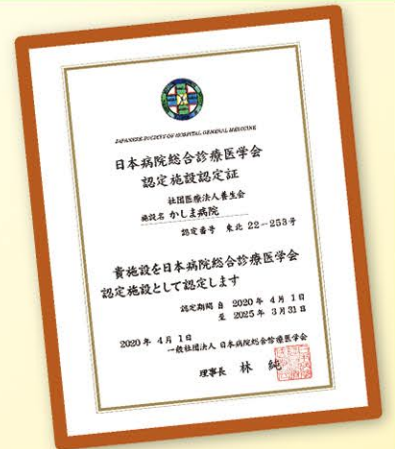 JAPANESE SOCIETY OF HOSPITAL GENERAL MEDICINE
日本病院総合診療医学会
認定施設認定証
社団医療法人養生会
施設名 かしま病院
認定番号 東北 22-253号
貴施設を日本病院総合診療医学会
認定施設として認定します
認定期間 自 2020年 4月 1日
至 2025年 3月31日
2020年 4月 1日
一般社団法人 日本病院総合診療医学会
理事長 林 純